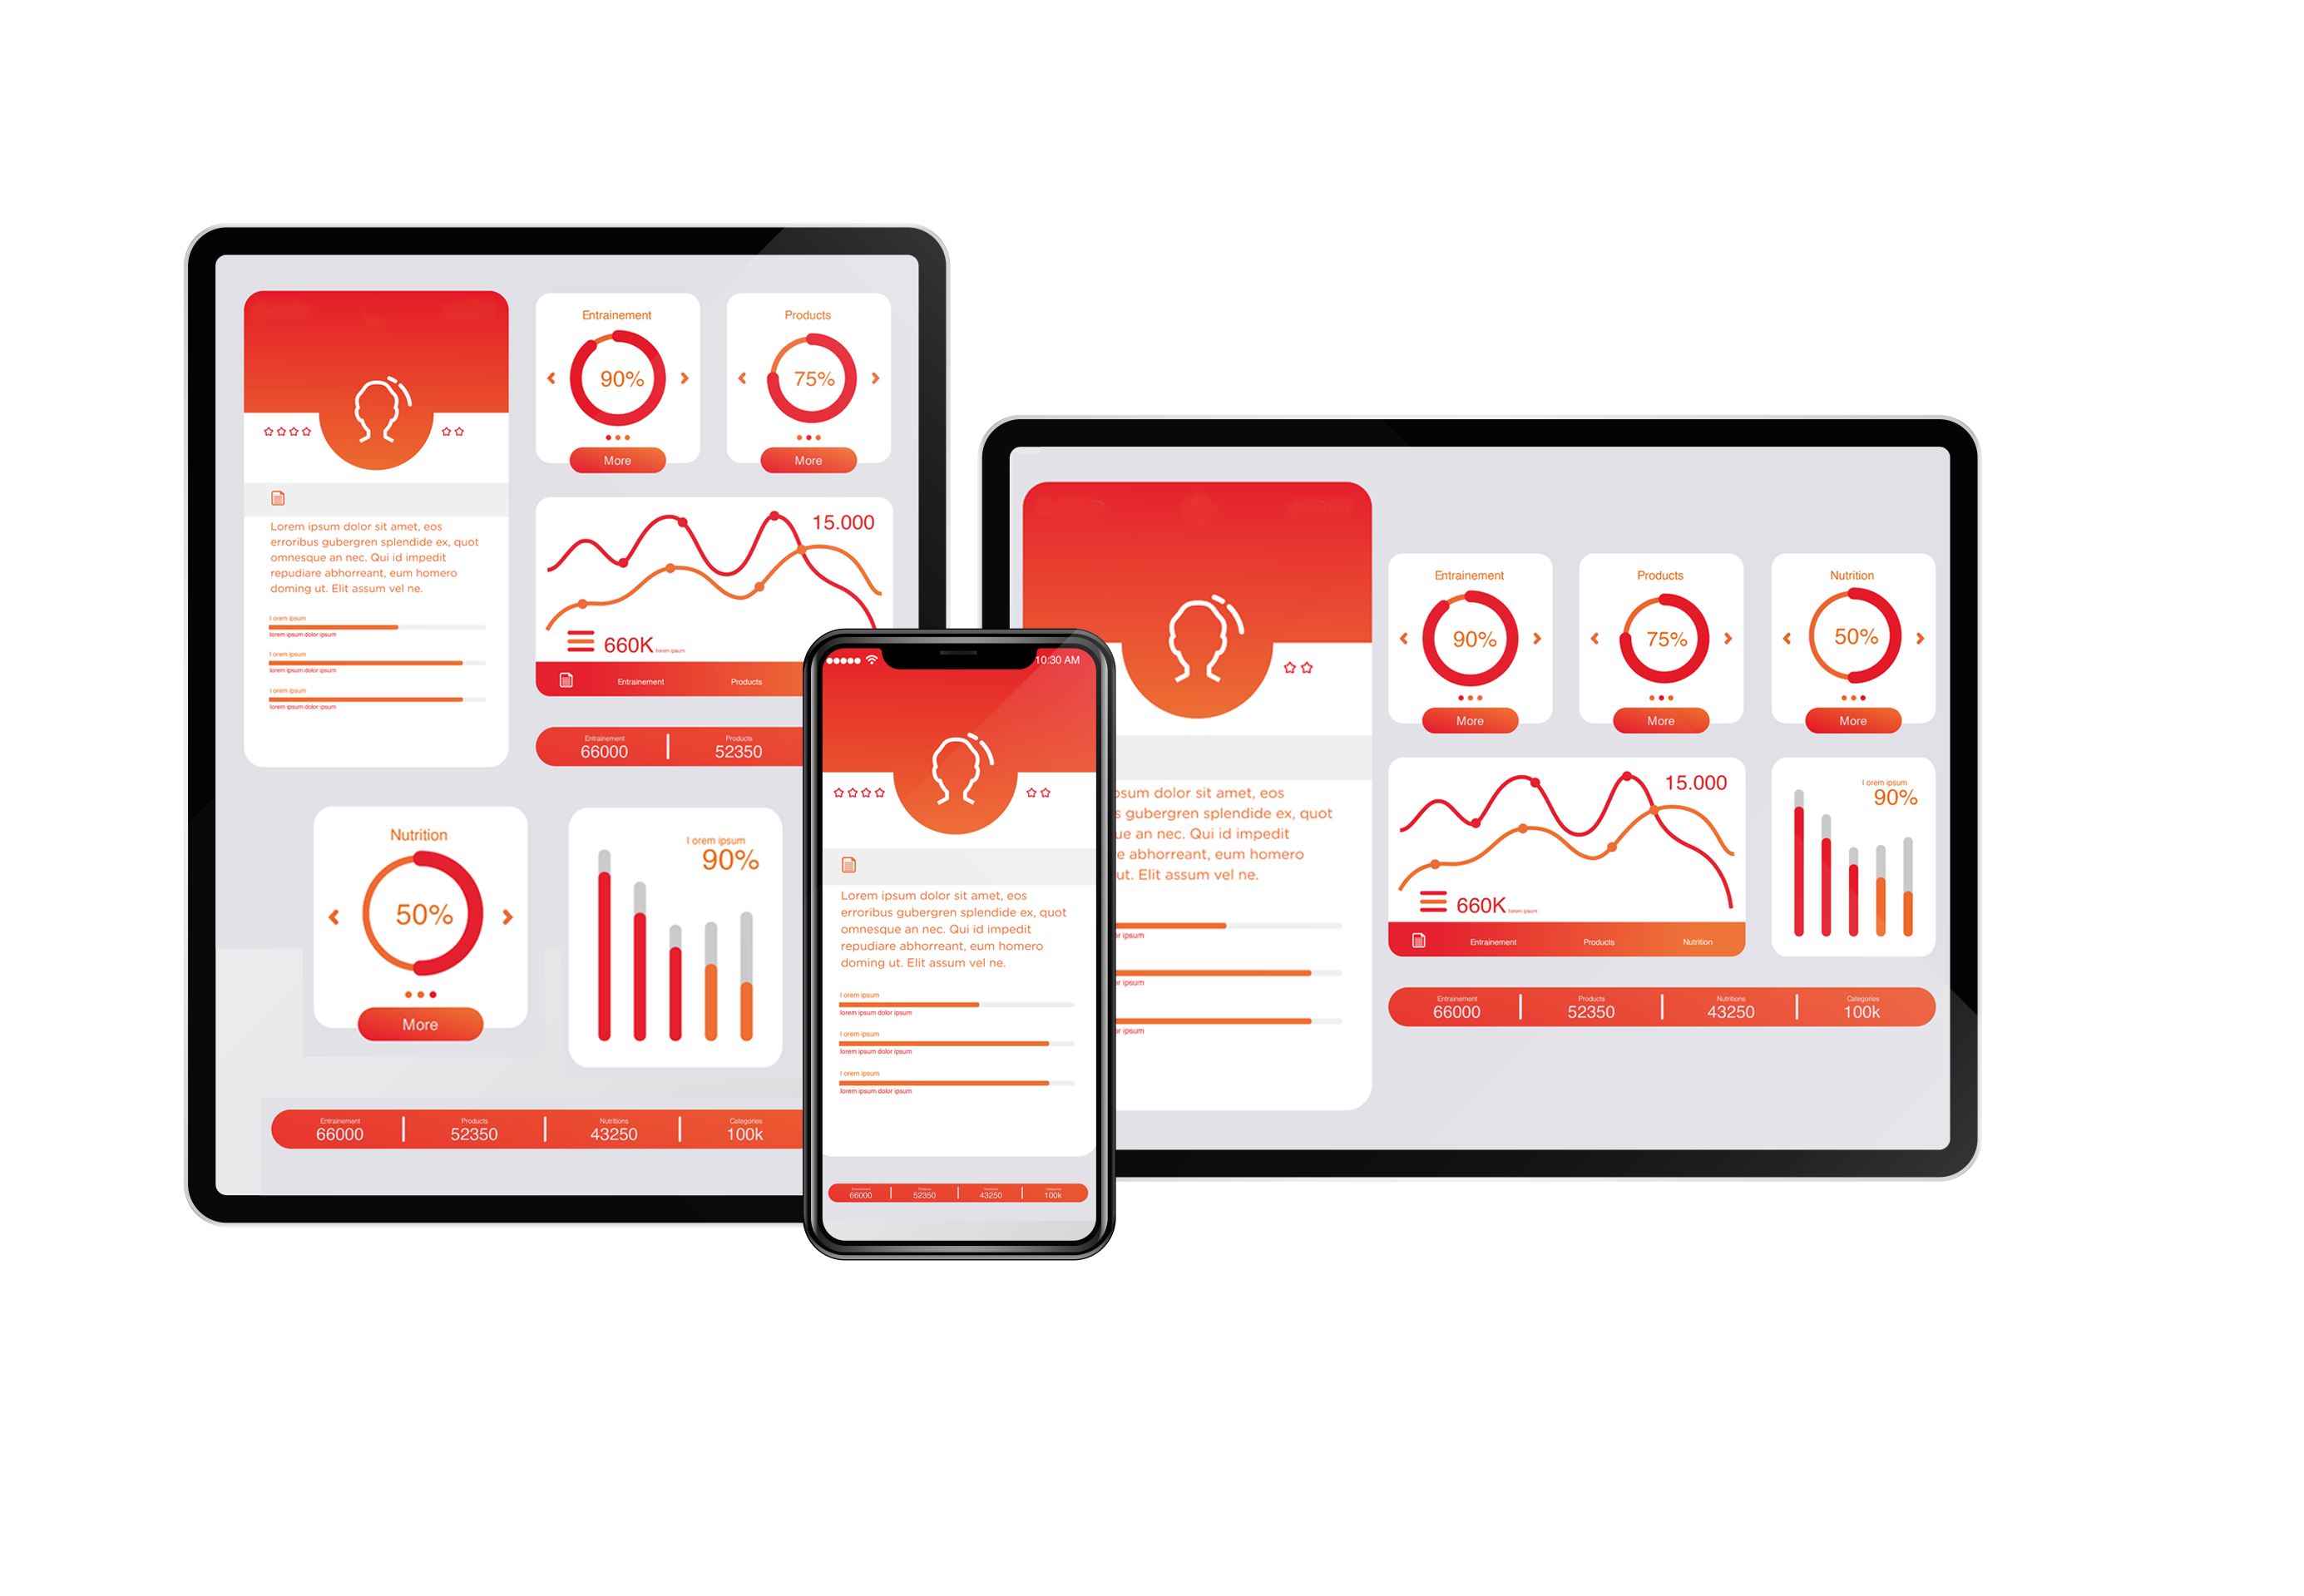 Entrainement
90%
More
Products
75%
More
Lorem ipsum dolor sit amet, eos
erroribus gubergren splendide ex, quot
omnesque an nec. Qui id impedit
repudiare abhorreant, eum homero
doming ut. Elit assum vel ne.
l orem ipsum
lorem ipsum dolor ipsum
l orem ipsum
lorem ipsum dolor ipsum
l orem ipsum
lorem ipsum dolor ipsum
15.000
660K lorem ipsum
Entrainement Products
Entrainement Products
66000 52350
Nutrition
50%
More
l orem ipsum
90%
Entrainement Products Nutritions Categories
66000 52350 43250 100k
10:30 AM
Lorem ipsum dolor sit amet, eos
erroribus gubergren splendide ex, quot
omnesque an nec. Qui id impedit
repudiare abhorreant, eum homero
doming ut. Elit assum vel ne.
l orem ipsum
lorem ipsum dolor ipsum
l orem ipsum
lorem ipsum dolor ipsum
l orem ipsum
lorem ipsum dolor ipsum
Entrainement Products Nutritions Categories
66000 52350 43250 100k
psum dolor sit amet, eos
s gubergren splendide ex, quot
ue an nec. Qui id impedit
e abhorreant, eum homero
ut. Elit assum vel ne.
or ipsum
or ipsum
or ipsum
Entrainement
90%
More
Products
75%
More
Nutrition
50%
More
15.000
660K lorem ipsum
Entrainement Products Nutrition
l orem ipsum
90%
Entrainement Products Nutritions Categories
66000 52350 43250 100k